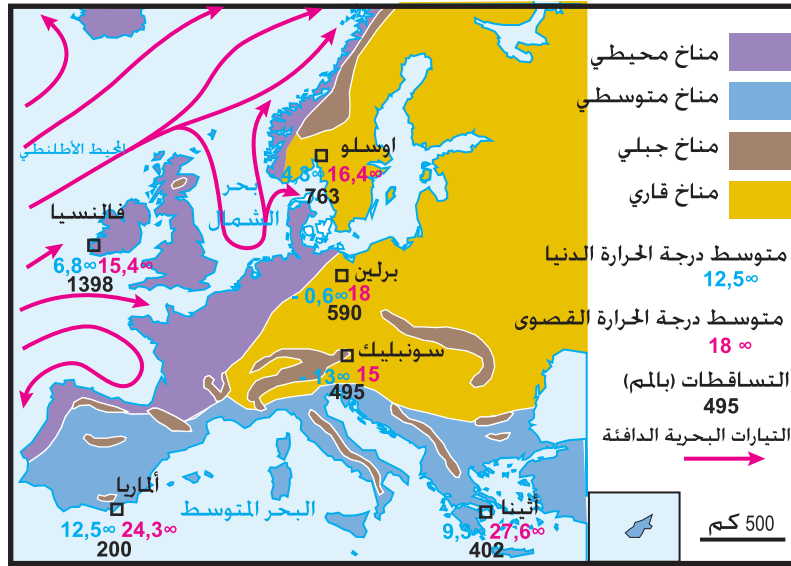 مناخ محيطي
مناخ متوسطي
مناخ جبلي
مناخ قاري
متوسط درجة الحرارة الدنيا
12,5∞
متوسط درجة الحرارة القصوى
18 ∞
التساقطات (بالم)
495
التيارات البحرية الدافئة
500 كم
المحيط الأطلنطي
اوسلو
4,3∞ 16,4∞
763
بحر
الشمال
فالنسيا
6,8∞ 15,4∞
1398
برلين
- 0,6∞ 18
590
سونبليك
- 13∞ 15
495
ألماريا
12,5∞ 24,3∞
200
البحر المتوسط
أثينا
27,6∞
402